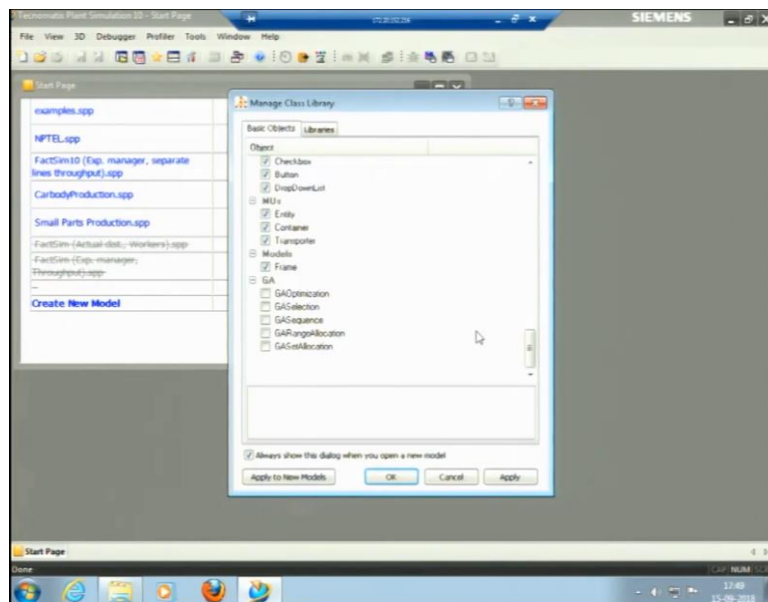 Tecnomatix Plant Simulation 10 - Start Page
SIEMENS
File View 3D Debugger Profiler Tools Window Help
Start Page
examples.spp
NPTEL.spp
FactSim10 (Exp. manager, separate
lines throughput).spp
CarbodyProduction.spp
Small Parts Production.spp
FactSim (Actual dist., Workers).spp
FactSim (Exp. manager,
Throughput).spp
Create New Model
Manage Class Library
Basic Objects Libraries
Object
Checkbox
Button
DropDownList
MUs
Entity
Container
Transporter
Models
Frame
GA
GAOptimization
GASelection
GASequence
GARangeAllocation
GASetAllocation
Always show this dialog when you open a new model
Apply to New Models OK Cancel Apply
Start Page
Done
CAP NUM
17:49
15-09-2018